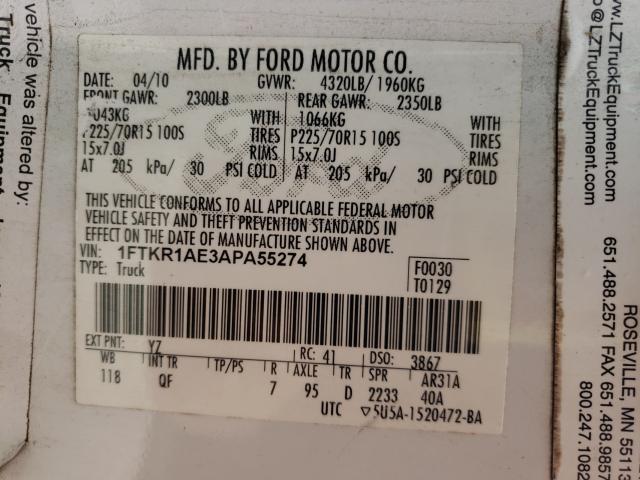 MFD. BY FORD MOTOR CO.
DATE: 04/10 GVWR: 4320LB/ 1960KG
FRONT GAWR: 2300LB REAR GAWR: 2350LB
1043KG WITH 1066KG WITH
P225/70R15 100S TIRES P225/70R15 100S TIRES
15x7.0J RIMS 15x7.0J RIMS
AT 205 kPa/ 30 PSI COLD AT 205 kPa/ 30 PSI COLD
THIS VEHICLE CONFORMS TO ALL APPLICABLE FEDERAL MOTOR
VEHICLE SAFETY AND THEFT PREVENTION STANDARDS IN
EFFECT ON THE DATE OF MANUFACTURE SHOWN ABOVE.
VIN: 1FTKR1AE3APA55274
TYPE: Truck
F0030
T0129
EXT PNT: YZ RC: 41 DSO: 3867
WB INT TR TP/PS R AXLE TR SPR AR31A
118 QF 7 95 D 2233 40A
UTC ▽5U5A-1520472-BA
vehicle was altered by:
Truck Equipment
.LZTruckEquipment.com
@LZTruckEquipment.com
651.488.2571 FAX 651.488.9857
800.247.1082
ROSEVILLE, MN 55113